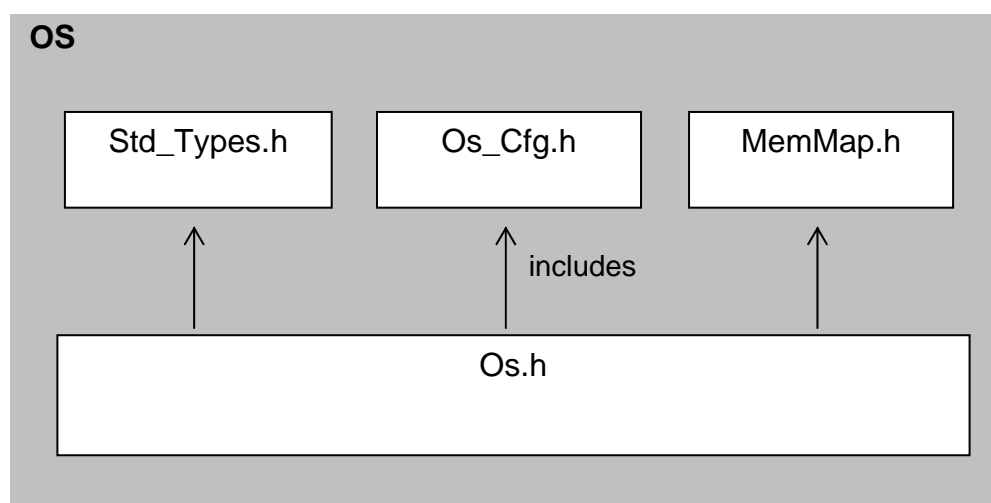 OS
Std_Types.h
Os_Cfg.h
MemMap.h
includes
Os.h